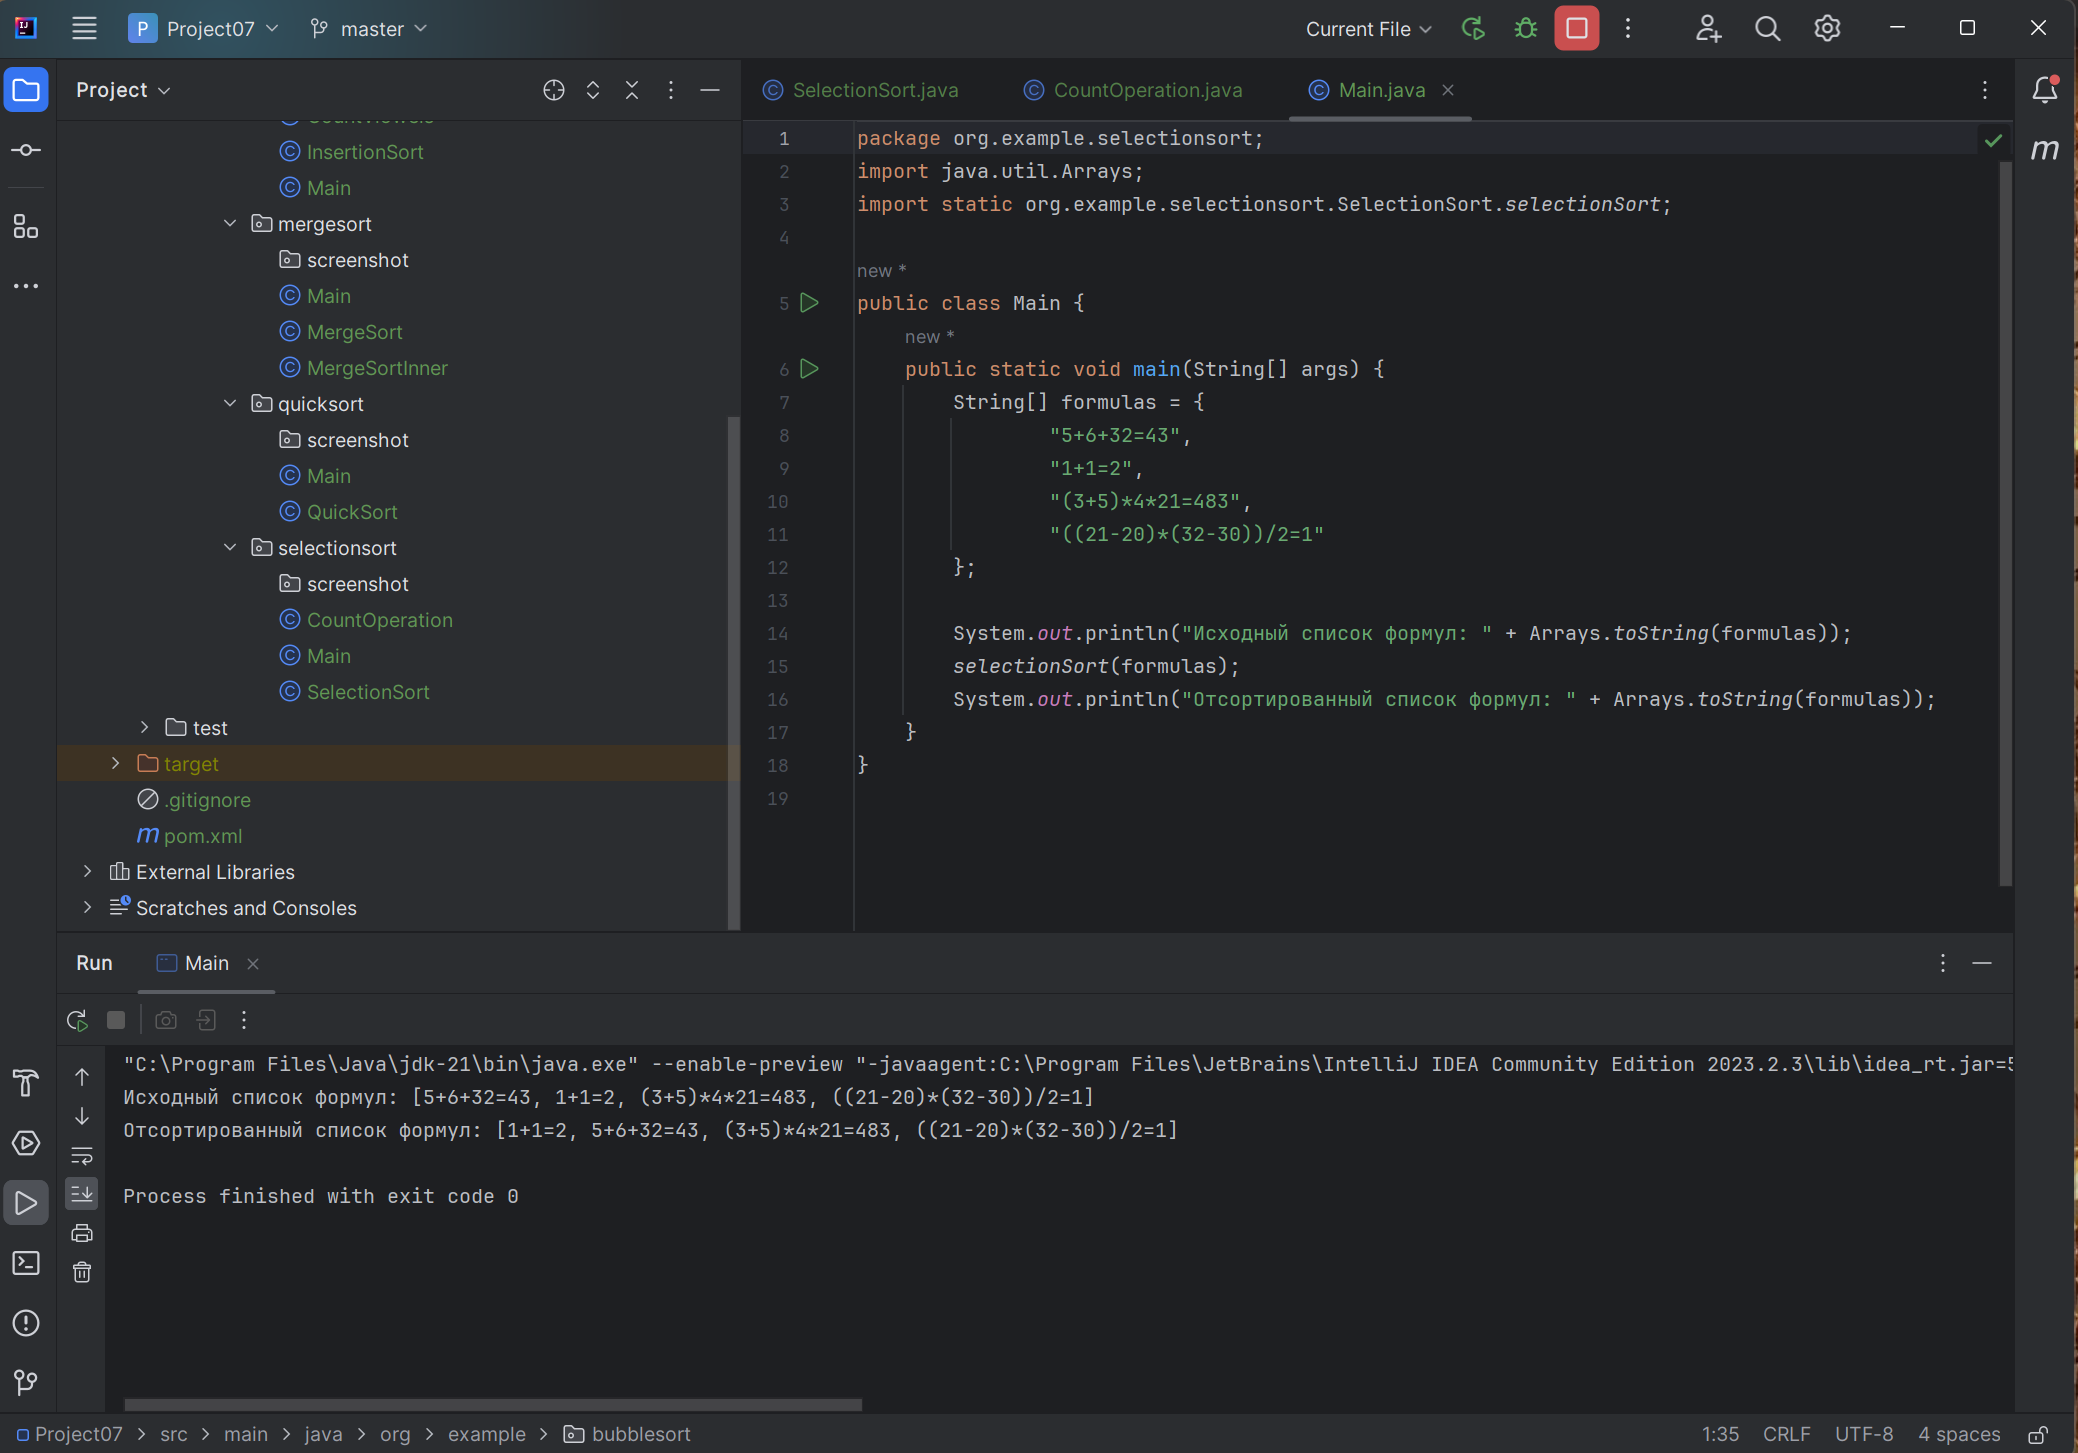 P Project07 master Current File
Project
SelectionSort.java CountOperation.java Main.java
InsertionSort
Main
mergesort
screenshot
Main
MergeSort
MergeSortInner
quicksort
screenshot
Main
QuickSort
selectionsort
screenshot
CountOperation
Main
SelectionSort
test
target
.gitignore
m pom.xml
External Libraries
Scratches and Consoles
1 package org.example.selectionsort;
2 import java.util.Arrays;
3 import static org.example.selectionsort.SelectionSort.selectionSort;
4
new *
5 public class Main {
new *
6 public static void main(String[] args) {
7 String[] formulas = {
8 "5+6+32=43",
9 "1+1=2",
10 "(3+5)*4*21=483",
11 "((21-20)*(32-30))/2=1"
12 };
13
14 System.out.println("Исходный список формул: " + Arrays.toString(formulas));
15 selectionSort(formulas);
16 System.out.println("Отсортированный список формул: " + Arrays.toString(formulas));
17 }
18 }
19
m
Run Main
"C:\Program Files\Java\jdk-21\bin\java.exe" --enable-preview "-javaagent:C:\Program Files\JetBrains\IntelliJ IDEA Community Edition 2023.2.3\lib\idea_rt.jar=5
Исходный список формул: [5+6+32=43, 1+1=2, (3+5)*4*21=483, ((21-20)*(32-30))/2=1]
Отсортированный список формул: [1+1=2, 5+6+32=43, (3+5)*4*21=483, ((21-20)*(32-30))/2=1]
Process finished with exit code 0
Project07 > src > main > java > org > example > bubblesort 1:35 CRLF UTF-8 4 spaces